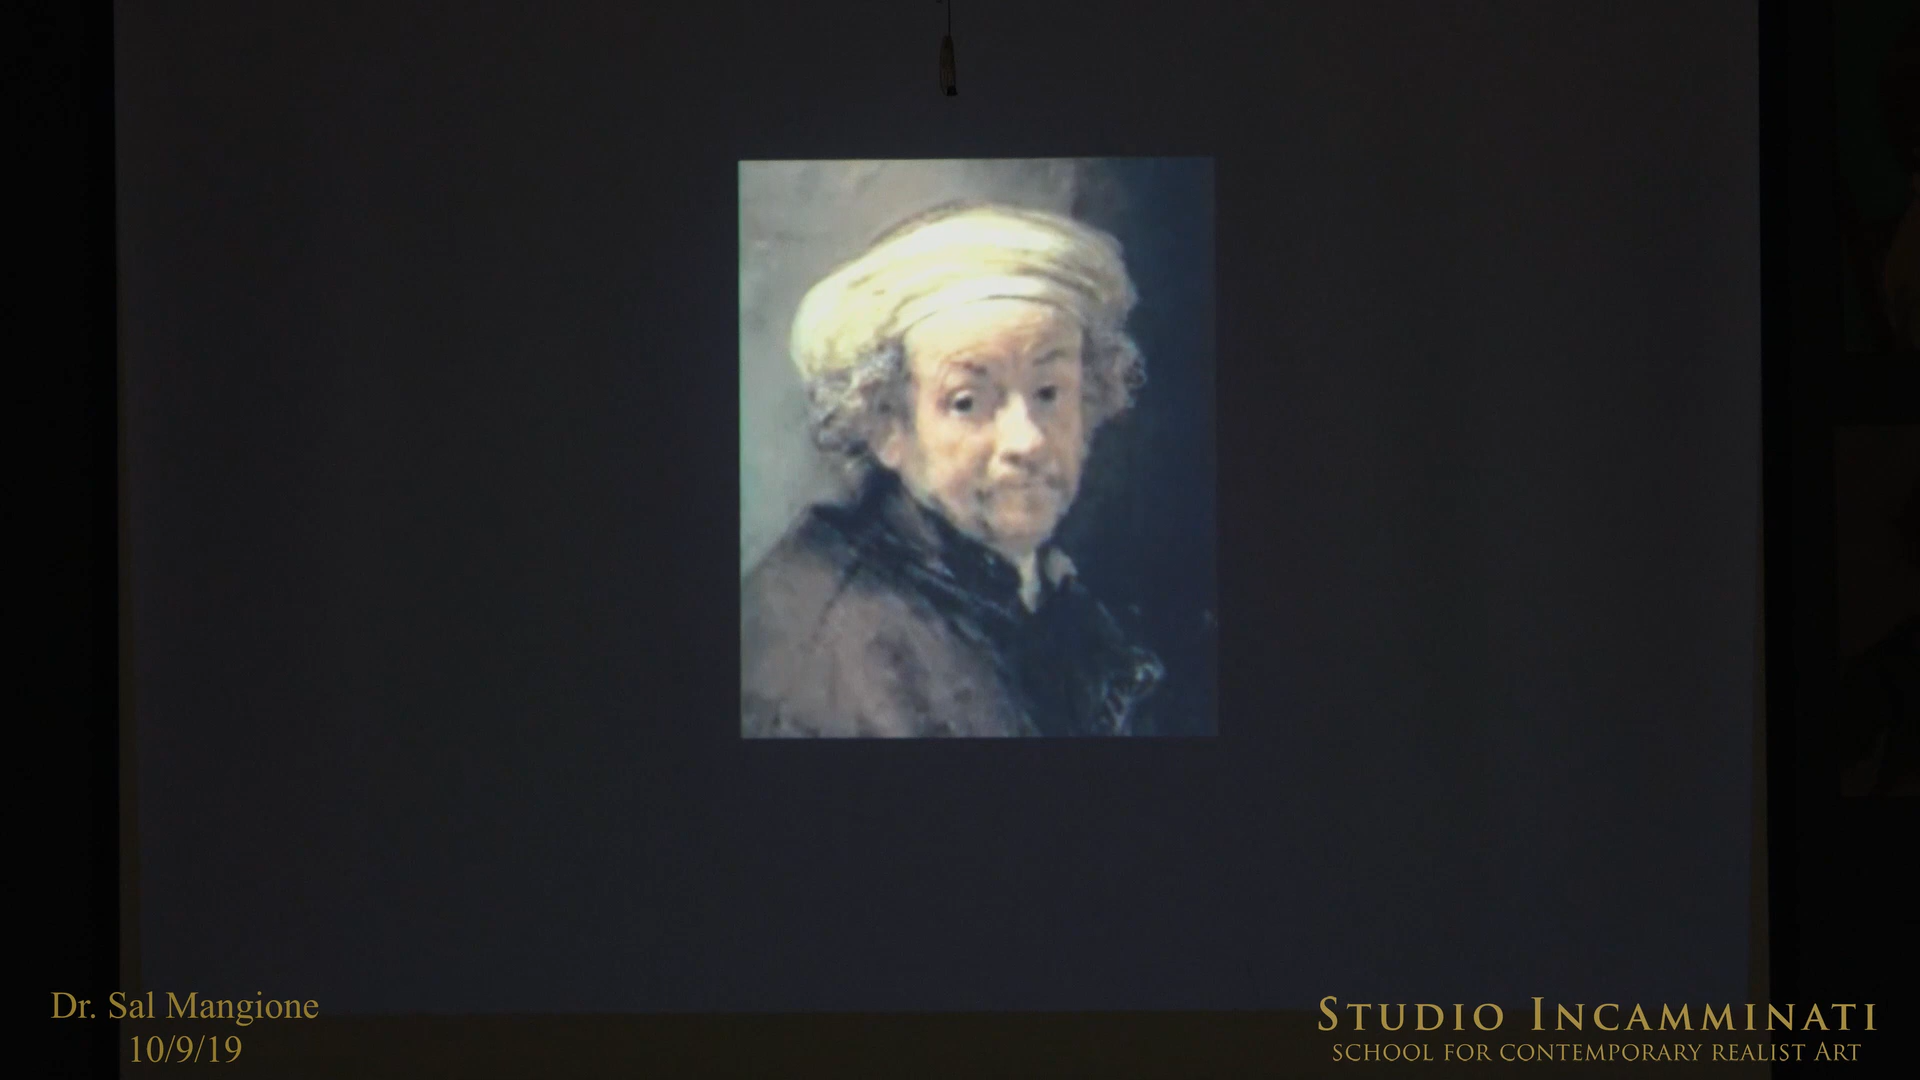 Dr. Sal Mangione
10/9/19
STUDIO INCAMMINATI
SCHOOL FOR CONTEMPORARY REALIST ART